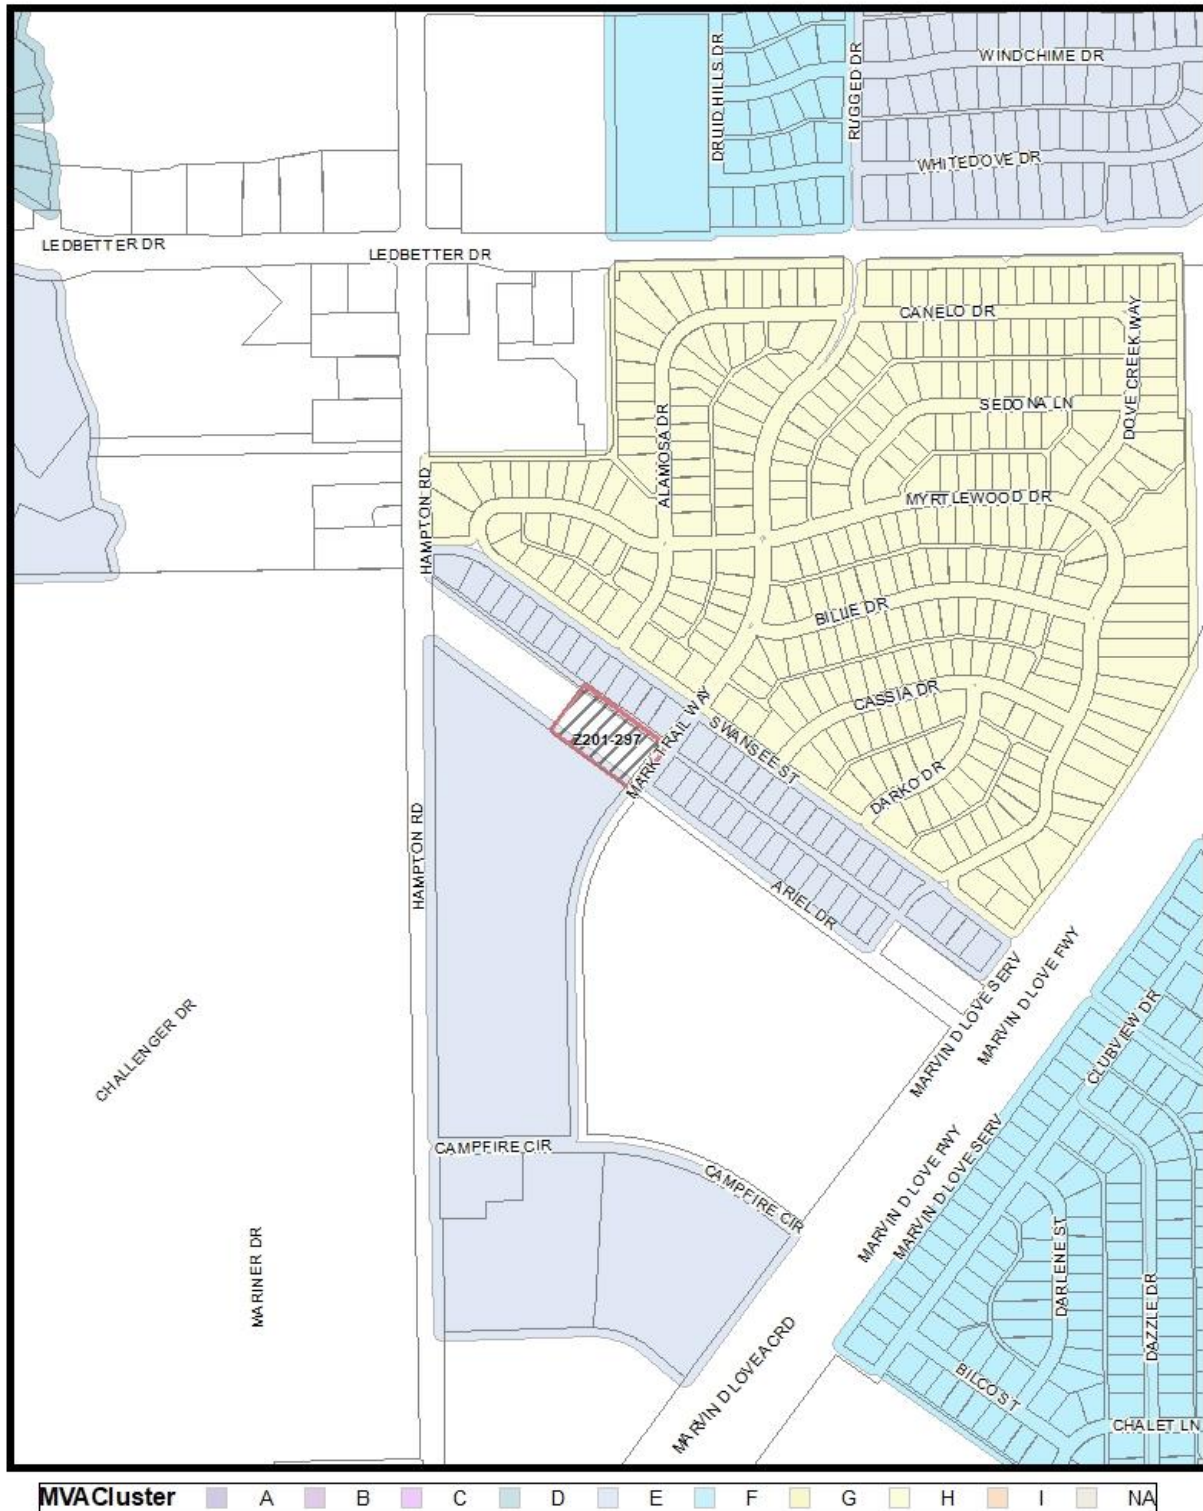 WINDCHIME DR
DRUID HILLS DR
RUGGED DR
WHITEDOVE DR
LEDBETTER DR
LEDBETTER DR
CANELO DR
DOVE CREEK WAY
SEDONA LN
ALAMOSA DR
HAMPTON RD
MYRTLEWOOD DR
BILLIE DR
CASSIA DR
Z201-297
MARK TRAIL WAY
SWANSEE ST
DARKO DR
HAMPTON RD
ARIEL DR
MARVIN D LOVE SERV
MARVIN D LOVE FWY
CHALLENGER DR
CLUBVIEW DR
CAMPFIRE CIR
CAMPFIRE CIR
MARVIN D LOVE FWY
MARVIN D LOVE SERV
MARINER DR
DARLENE ST
DAZZLE DR
MARVIN D LOVEACRD
BILCO ST
CHALET LN
MVACluster A B C D E F G H I NA